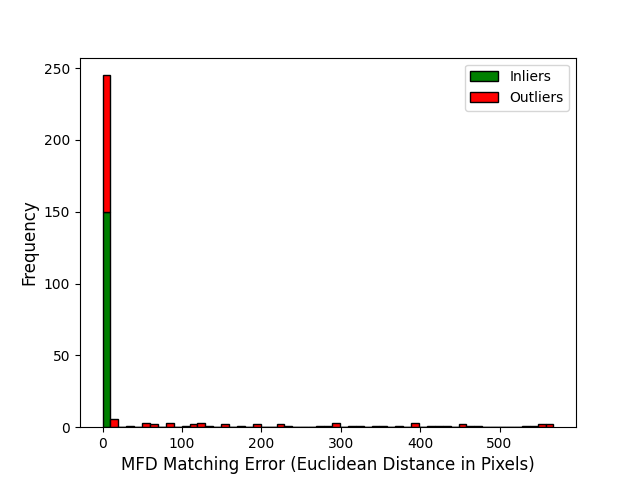 250
200
150
100
50
0
Frequency
Inliers
Outliers
0 100 200 300 400 500
MFD Matching Error (Euclidean Distance in Pixels)